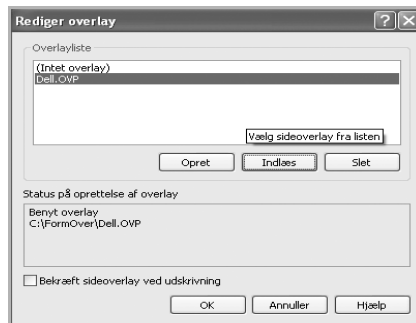 Rediger overlay
Overlayliste
(Intet overlay)
Dell.OVP
Vælg sideoverlay fra listen
Opret Indlæs Slet
Status på oprettelse af overlay
Benyt overlay
C:\FormOver\Dell.OVP
Bekræft sideoverlay ved udskrivning
OK Annuller Hjælp